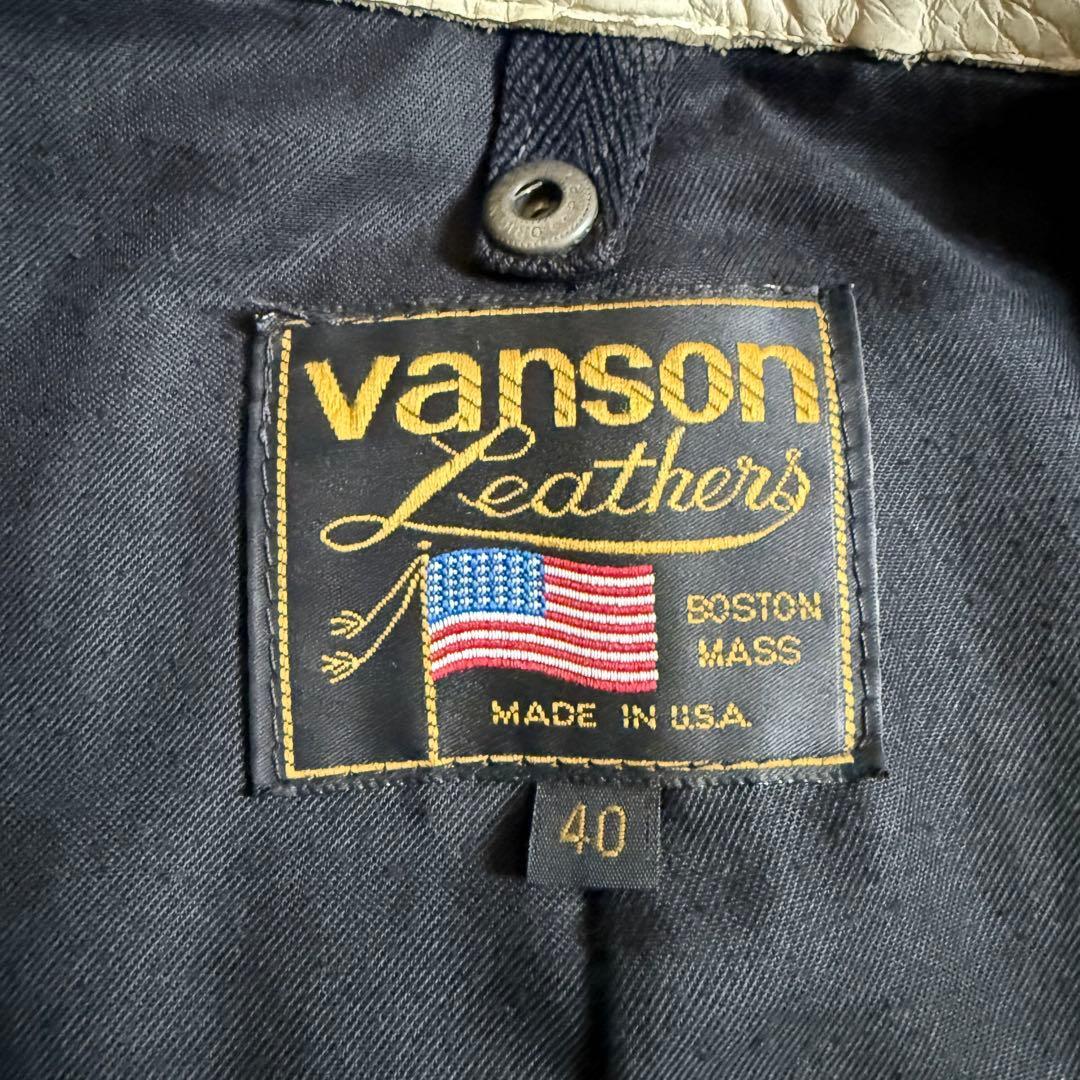 vanson
Leathers
BOSTON
MASS
MADE IN U.S.A.
40